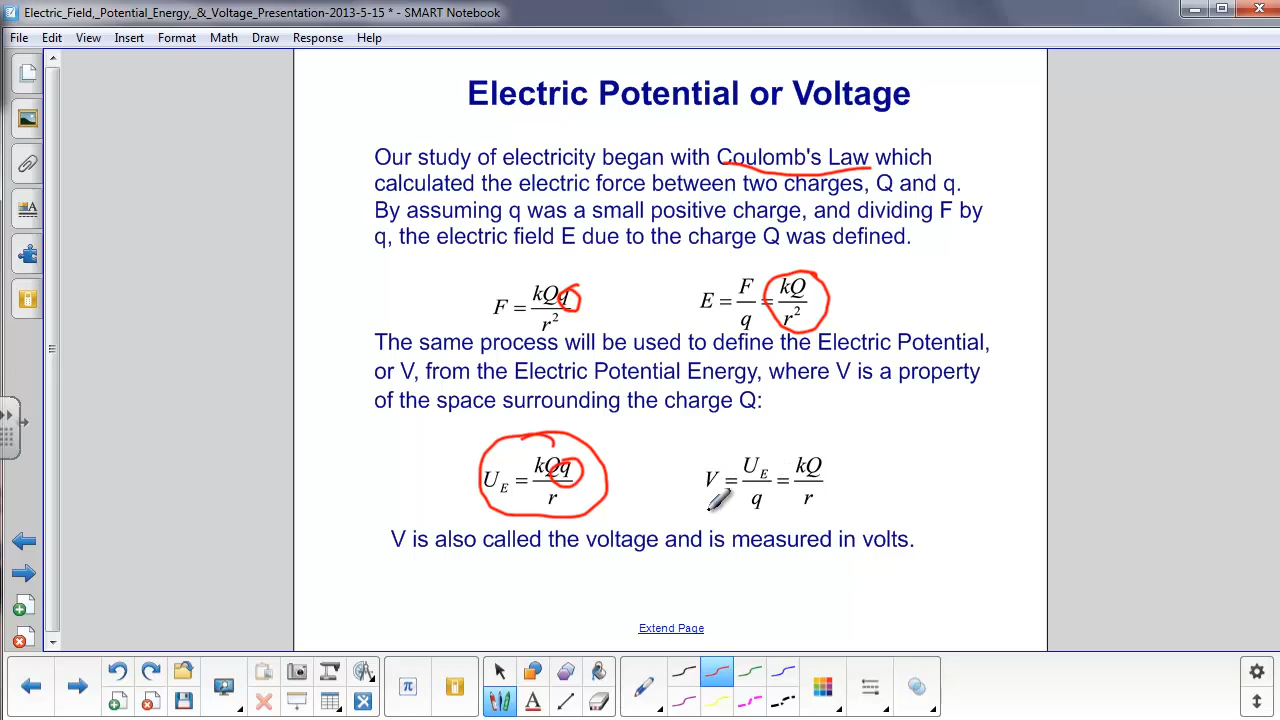 Electric_Field,_Potential_Energy,_&_Voltage_Presentation-2013-5-15 * - SMART Notebook
File Edit View Insert Format Math Draw Response Help
Electric Potential or Voltage
Our study of electricity began with Coulomb's Law which
calculated the electric force between two charges, Q and q.
By assuming q was a small positive charge, and dividing F by
q, the electric field E due to the charge Q was defined.
F = kQq / r² E = F / q = kQ / r²
The same process will be used to define the Electric Potential,
or V, from the Electric Potential Energy, where V is a property
of the space surrounding the charge Q:
U_E = kQq / r V = U_E / q = kQ / r
V is also called the voltage and is measured in volts.
Extend Page